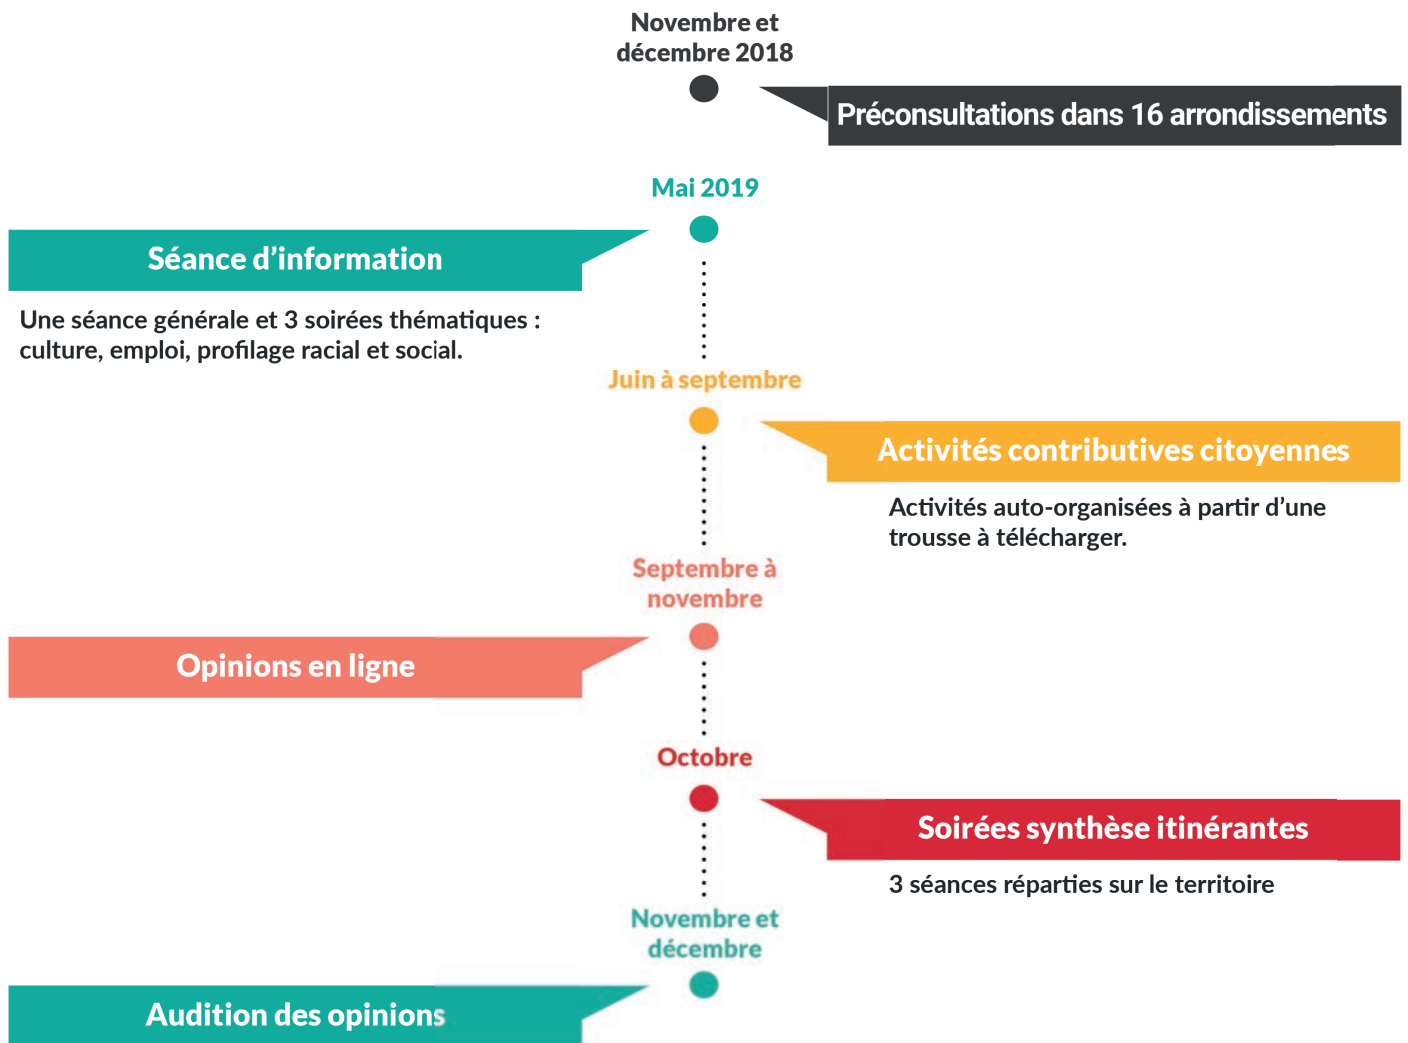 Novembre et
décembre 2018
Préconsultations dans 16 arrondissements
Mai 2019
Séance d’information
Une séance générale et 3 soirées thématiques :
culture, emploi, profilage racial et social.
Juin à septembre
Activités contributives citoyennes
Activités auto-organisées à partir d’une
trousse à télécharger.
Septembre à
novembre
Opinions en ligne
Octobre
Soirées synthèse itinérantes
3 séances réparties sur le territoire
Novembre et
décembre
Audition des opinions